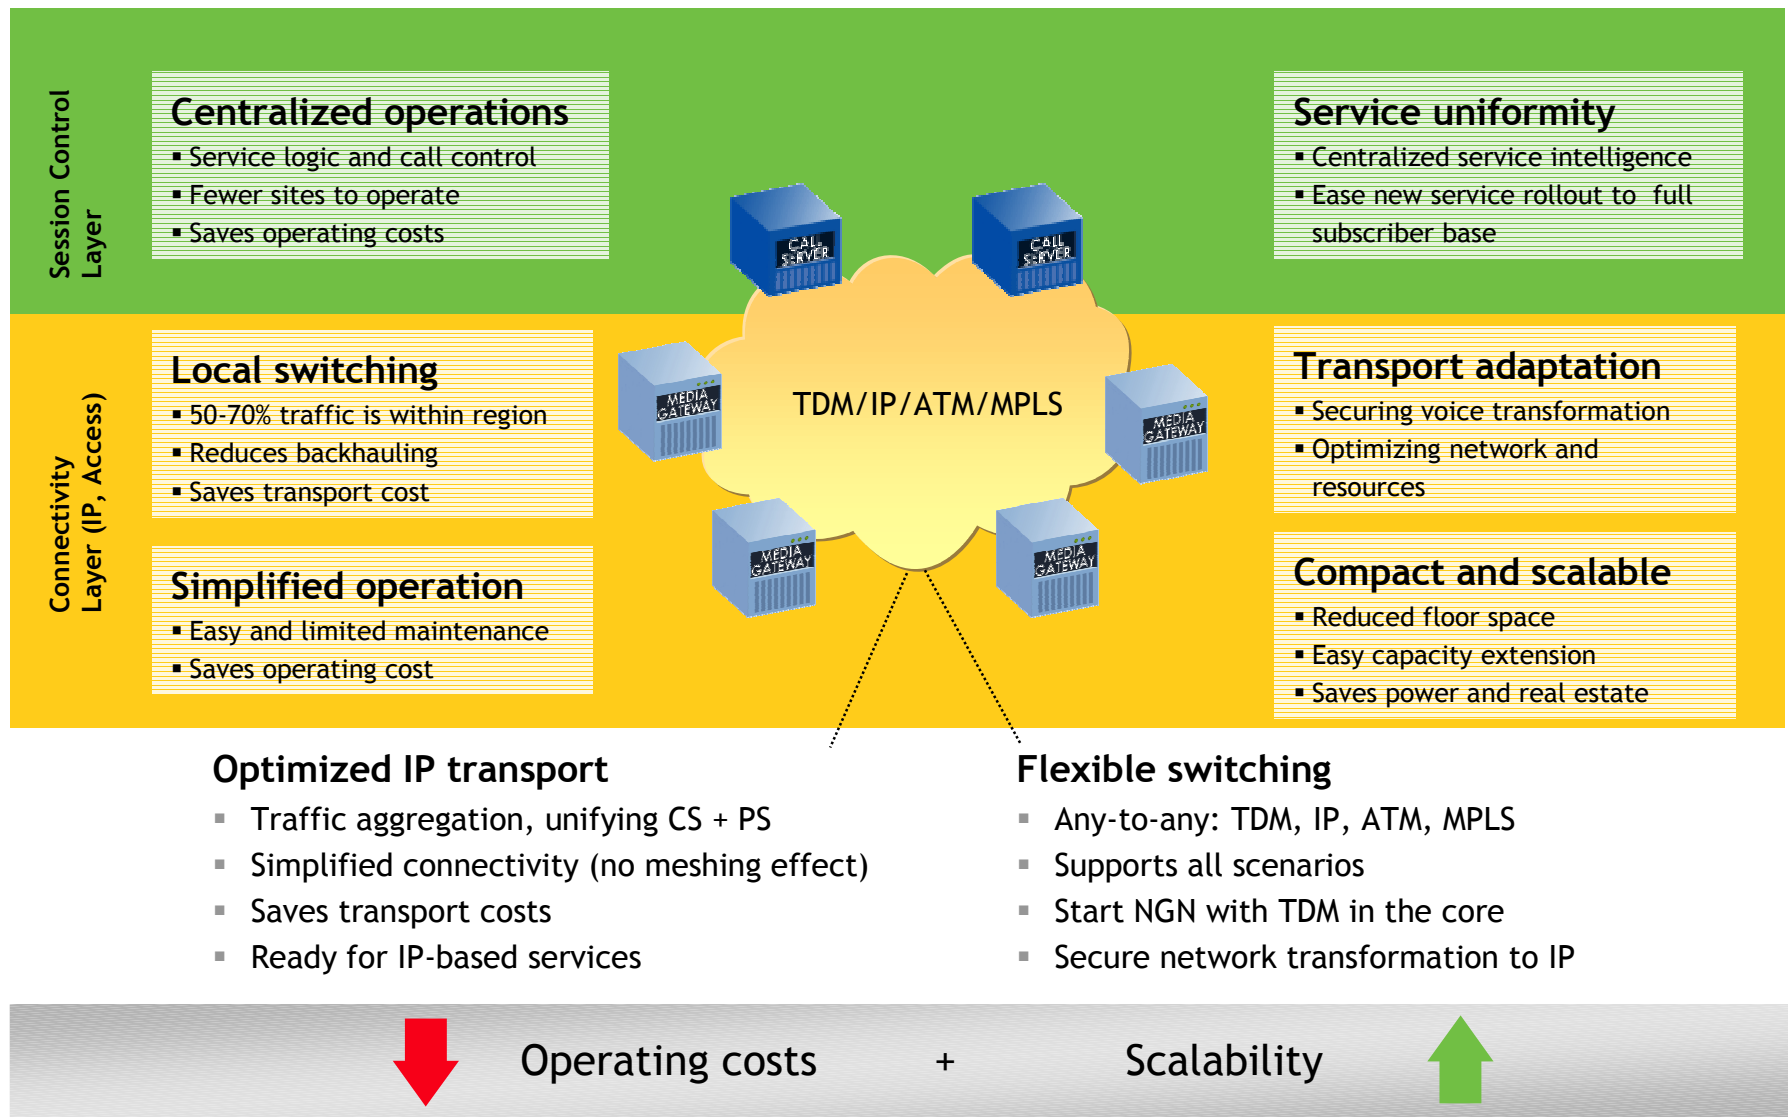 Session Control
Layer
Centralized operations
▪ Service logic and call control
▪ Fewer sites to operate
▪ Saves operating costs
Service uniformity
▪ Centralized service intelligence
▪ Ease new service rollout to full
subscriber base
CALL
SERVER
CALL
SERVER
Connectivity
Layer (IP, Access)
Local switching
▪ 50-70% traffic is within region
▪ Reduces backhauling
▪ Saves transport cost
MEDIA
GATEWAY
TDM/IP/ATM/MPLS
MEDIA
GATEWAY
Transport adaptation
▪ Securing voice transformation
▪ Optimizing network and
resources
Simplified operation
▪ Easy and limited maintenance
▪ Saves operating cost
MEDIA
GATEWAY
MEDIA
GATEWAY
Compact and scalable
▪ Reduced floor space
▪ Easy capacity extension
▪ Saves power and real estate
Optimized IP transport
▪ Traffic aggregation, unifying CS + PS
▪ Simplified connectivity (no meshing effect)
▪ Saves transport costs
▪ Ready for IP-based services
Flexible switching
▪ Any-to-any: TDM, IP, ATM, MPLS
▪ Supports all scenarios
▪ Start NGN with TDM in the core
▪ Secure network transformation to IP
Operating costs + Scalability